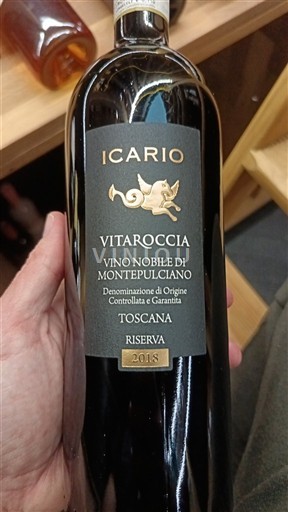 ICARIO
VITAROCCIA
VINO NOBILE DI
MONTEPULCIANO
Denominazione di Origine
Controllata e Garantita
TOSCANA
RISERVA
2018